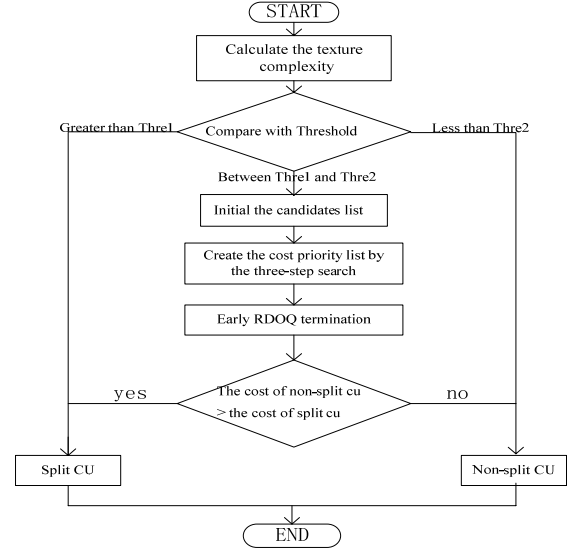 START
Calculate the texture
complexity
Compare with Threshold
Greater than Thre1
Less than Thre2
Between Thre1 and Thre2
Initial the candidates list
Create the cost priority list by
the three-step search
Early RDOQ termination
The cost of non-split cu
> the cost of split cu
yes
no
Split CU
Non-split CU
END